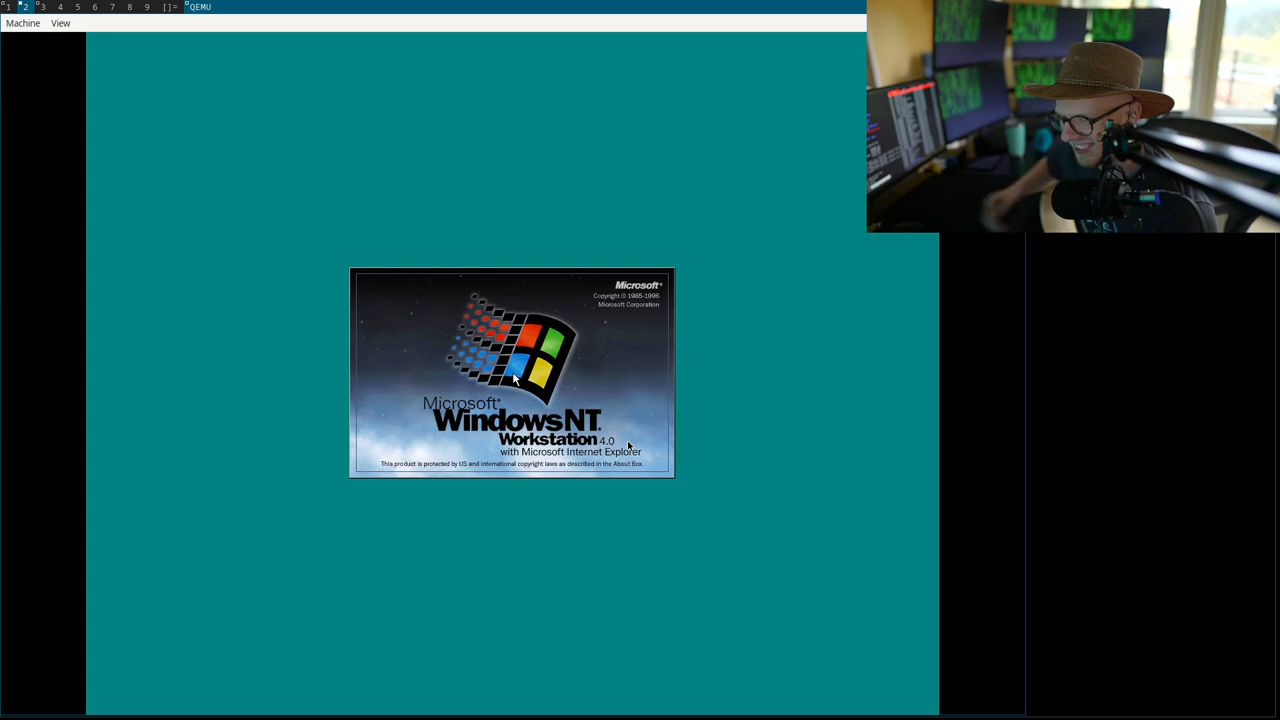 1 2 3 4 5 6 7 8 9 []= QEMU
Machine View
Microsoft®
Copyright © 1985-1996
Microsoft Corporation
Microsoft®
Windows NT®
Workstation 4.0
with Microsoft Internet Explorer
This product is protected by US and international copyright laws as described in the About Box.